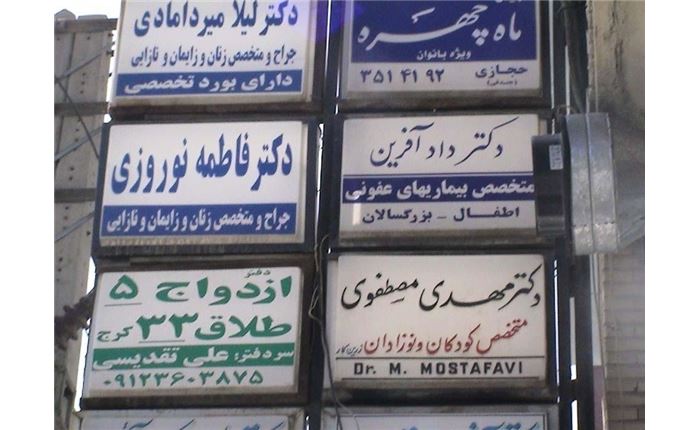 دکتر لیلا میردامادی
جراح و متخصص زنان و زایمان و نازایی
دارای بورد تخصصی
ماه چهره
ویژه بانوان
۳۵۱ ۴۱ ۹۲
حجازی
دکتر فاطمه نوروزی
جراح و متخصص زنان و زایمان و نازایی
دکتر داد آفرین
متخصص بیماریهای عفونی
اطفال - بزرگسالان
دفتر
ازدواج ۵
طلاق ۳۳ کرج
سردفتر: علی تقدیسی
۰۹۱۲۳۶۰۳۸۷۵
دکتر مهدی مصطفوی
متخصص کودکان و نوزادان
Dr. M. MOSTAFAVI